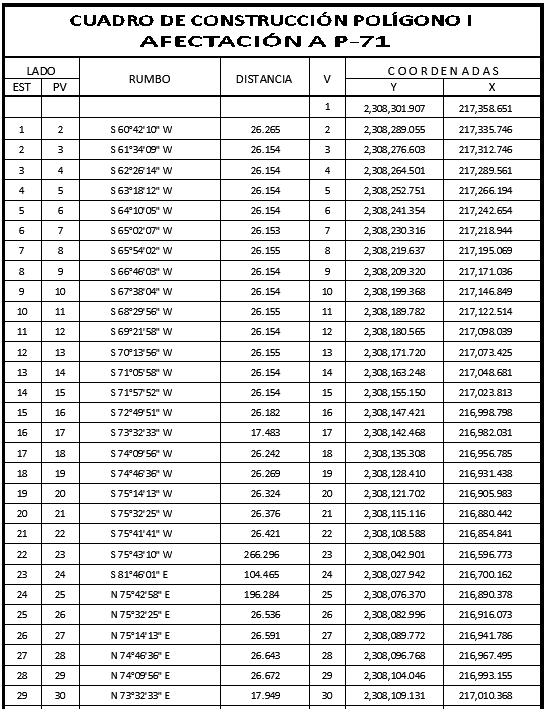 CUADRO DE CONSTRUCCIÓN POLÍGONO I
AFECTACIÓN A P-71
LADO RUMBO DISTANCIA V COORDENADAS
EST PV Y X
1 2,308,301.907 217,358.651
1 2 S 60°42'10" W 26.265 2 2,308,289.055 217,335.746
2 3 S 61°34'09" W 26.154 3 2,308,276.603 217,312.746
3 4 S 62°26'14" W 26.154 4 2,308,264.501 217,289.561
4 5 S 63°18'12" W 26.154 5 2,308,252.751 217,266.194
5 6 S 64°10'05" W 26.154 6 2,308,241.354 217,242.654
6 7 S 65°02'07" W 26.153 7 2,308,230.316 217,218.944
7 8 S 65°54'02" W 26.155 8 2,308,219.637 217,195.069
8 9 S 66°46'03" W 26.154 9 2,308,209.320 217,171.036
9 10 S 67°38'04" W 26.154 10 2,308,199.368 217,146.849
10 11 S 68°29'56" W 26.155 11 2,308,189.782 217,122.514
11 12 S 69°21'58" W 26.154 12 2,308,180.565 217,098.039
12 13 S 70°13'56" W 26.155 13 2,308,171.720 217,073.425
13 14 S 71°05'58" W 26.154 14 2,308,163.248 217,048.681
14 15 S 71°57'52" W 26.154 15 2,308,155.150 217,023.813
15 16 S 72°49'51" W 26.182 16 2,308,147.421 216,998.798
16 17 S 73°32'33" W 17.483 17 2,308,142.468 216,982.031
17 18 S 74°09'56" W 26.242 18 2,308,135.308 216,956.785
18 19 S 74°46'36" W 26.269 19 2,308,128.410 216,931.438
19 20 S 75°14'13" W 26.324 20 2,308,121.702 216,905.983
20 21 S 75°32'25" W 26.376 21 2,308,115.116 216,880.442
21 22 S 75°41'41" W 26.421 22 2,308,108.588 216,854.841
22 23 S 75°43'10" W 266.296 23 2,308,042.901 216,596.773
23 24 S 81°46'01" E 104.465 24 2,308,027.942 216,700.162
24 25 N 75°42'58" E 196.284 25 2,308,076.370 216,890.378
25 26 N 75°32'25" E 26.536 26 2,308,082.996 216,916.073
26 27 N 75°14'13" E 26.591 27 2,308,089.772 216,941.786
27 28 N 74°46'36" E 26.643 28 2,308,096.768 216,967.495
28 29 N 74°09'56" E 26.672 29 2,308,104.046 216,993.155
29 30 N 73°32'33" E 17.949 30 2,308,109.131 217,010.368